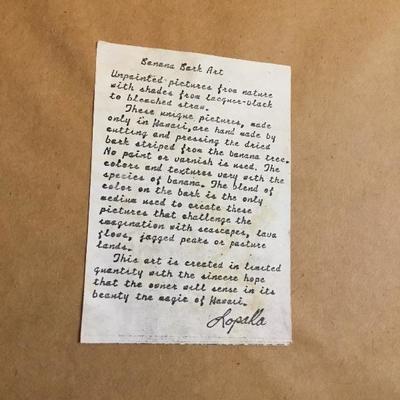 Banana Bark Art
Unpainted pictures from nature
with shades from lacquer-black
to bleached straw.
These unique pictures, made
only in Hawaii, are hand made by
cutting and pressing the dried
bark striped from the banana tree.
No paint or varnish is used. The
colors and textures vary with the
species of banana. The blend of
color on the bark is the only
medium used to create these
pictures that challenge the
imagination with seascapes, lava
flows, jagged peaks or pasture
lands.
This art is created in limited
quantity with the sincere hope
that the owner will sense in its
beauty the magic of Hawaii.